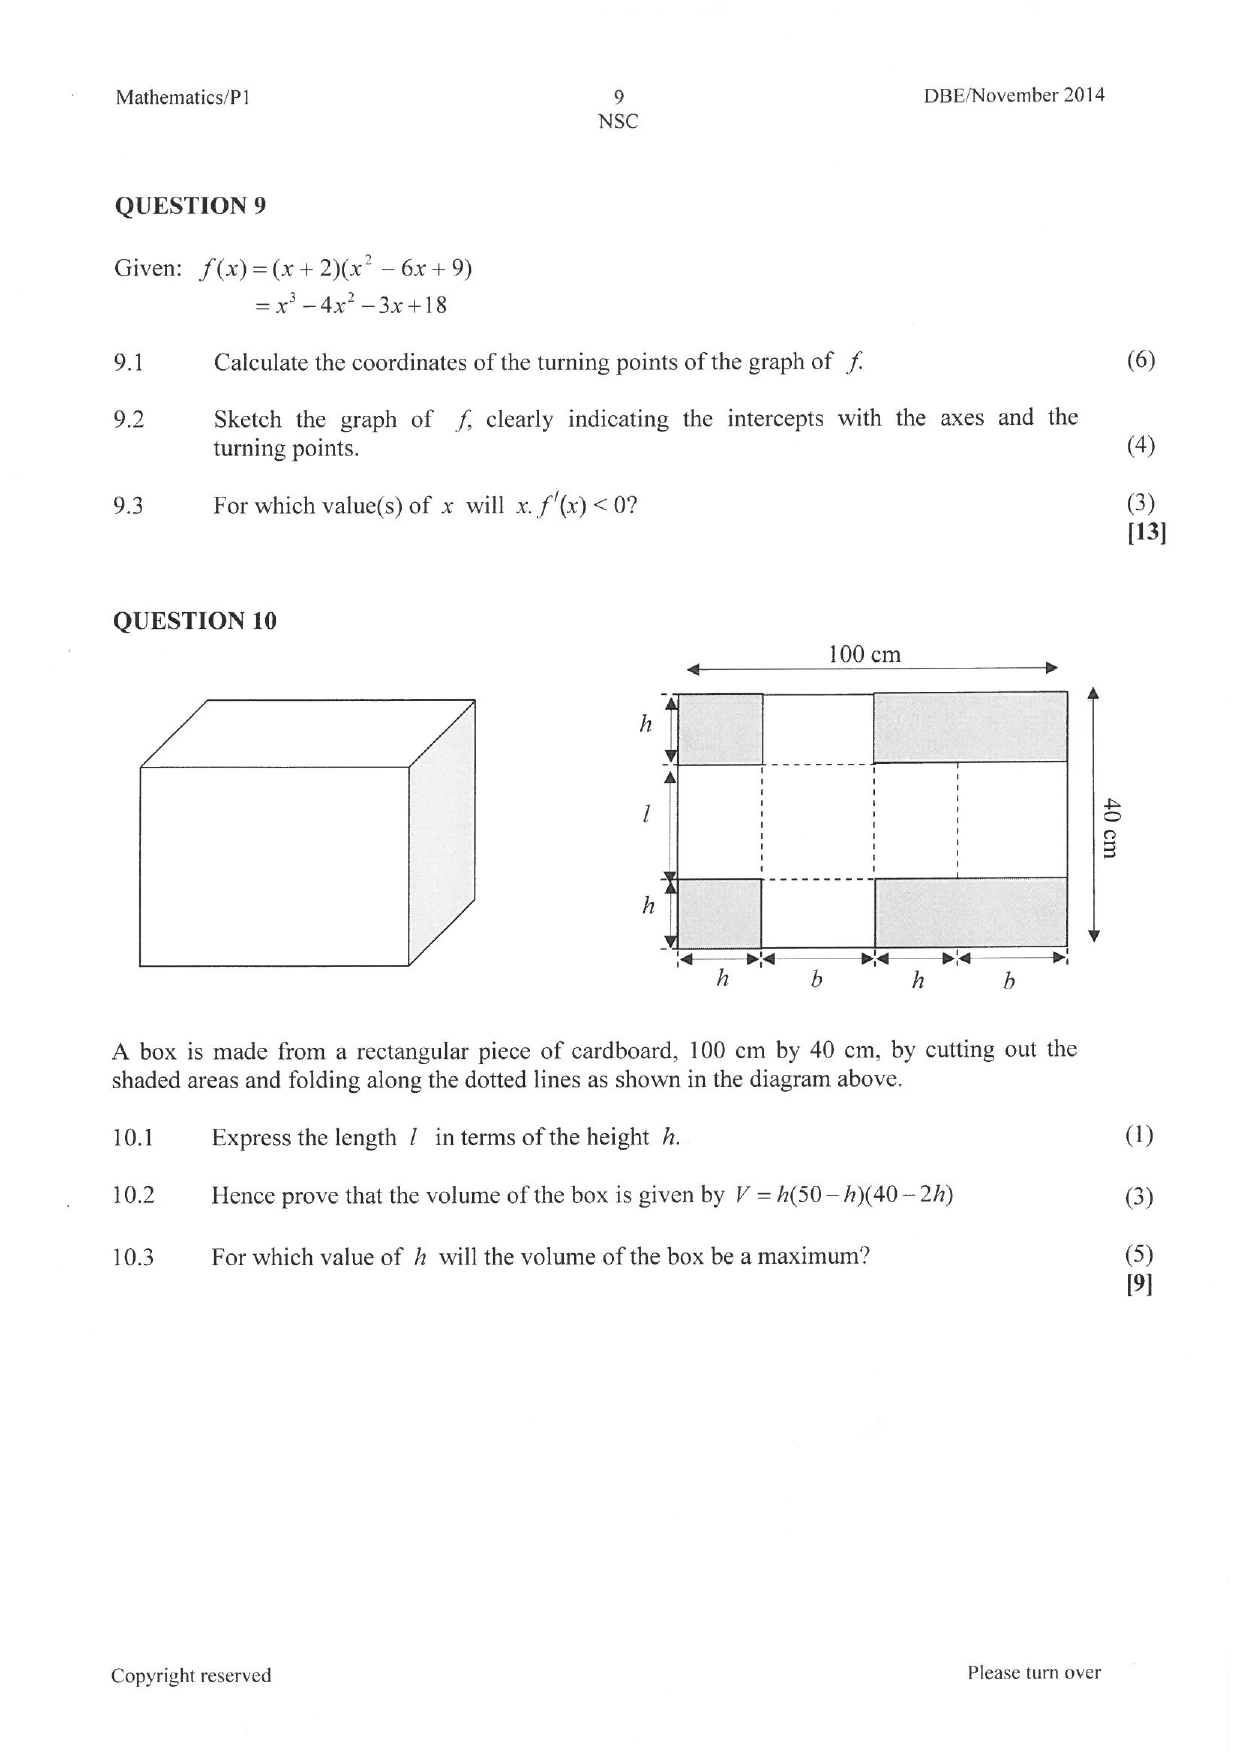 Mathematics/P1 9 DBE/November 2014
NSC
QUESTION 9
Given: f(x) = (x + 2)(x² – 6x + 9)
= x³ – 4x² – 3x + 18
9.1 Calculate the coordinates of the turning points of the graph of f. (6)
9.2 Sketch the graph of f, clearly indicating the intercepts with the axes and the
turning points. (4)
9.3 For which value(s) of x will x. f′(x) < 0? (3)
[13]
QUESTION 10
100 cm
h
l
40 cm
h
h b h b
A box is made from a rectangular piece of cardboard, 100 cm by 40 cm, by cutting out the
shaded areas and folding along the dotted lines as shown in the diagram above.
10.1 Express the length l in terms of the height h. (1)
10.2 Hence prove that the volume of the box is given by V = h(50 – h)(40 – 2h) (3)
10.3 For which value of h will the volume of the box be a maximum? (5)
[9]
Copyright reserved Please turn over